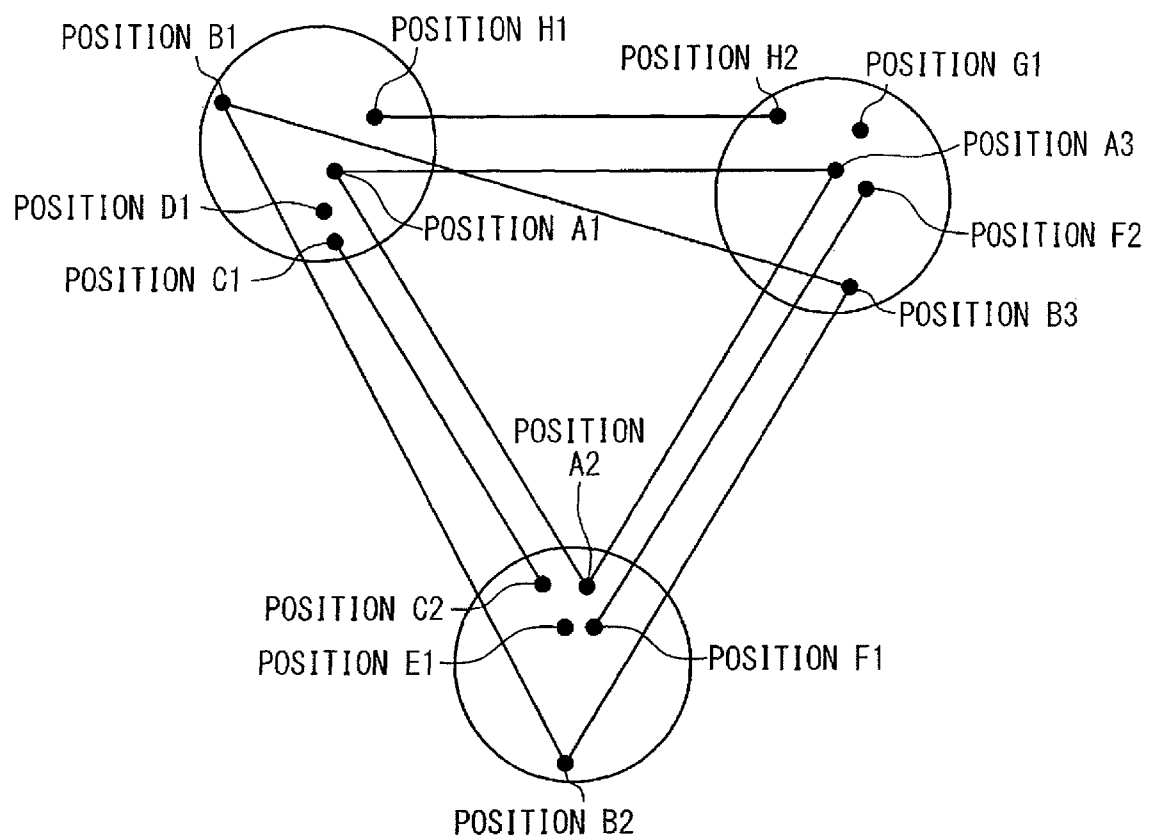 POSITION B1
POSITION H1
POSITION H2
POSITION G1
POSITION A3
POSITION D1
POSITION A1
POSITION F2
POSITION C1
POSITION B3
POSITION
A2
POSITION C2
POSITION E1
POSITION F1
POSITION B2